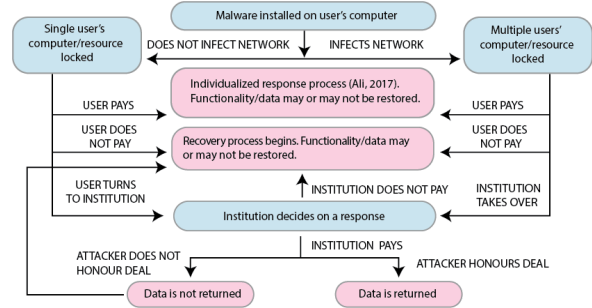 Malware installed on user's computer
Single user's
computer/resource
locked
Multiple users'
computer/resource
locked
DOES NOT INFECT NETWORK
INFECTS NETWORK
Individualized response process (Ali, 2017).
Functionality/data may or may not be restored.
USER PAYS
USER PAYS
USER DOES
NOT PAY
Recovery process begins. Functionality/data may
or may not be restored.
USER DOES
NOT PAY
USER TURNS
TO INSTITUTION
INSTITUTION DOES NOT PAY
INSTITUTION
TAKES OVER
Institution decides on a response
INSTITUTION PAYS
ATTACKER DOES NOT
HONOUR DEAL
ATTACKER HONOURS DEAL
Data is not returned
Data is returned